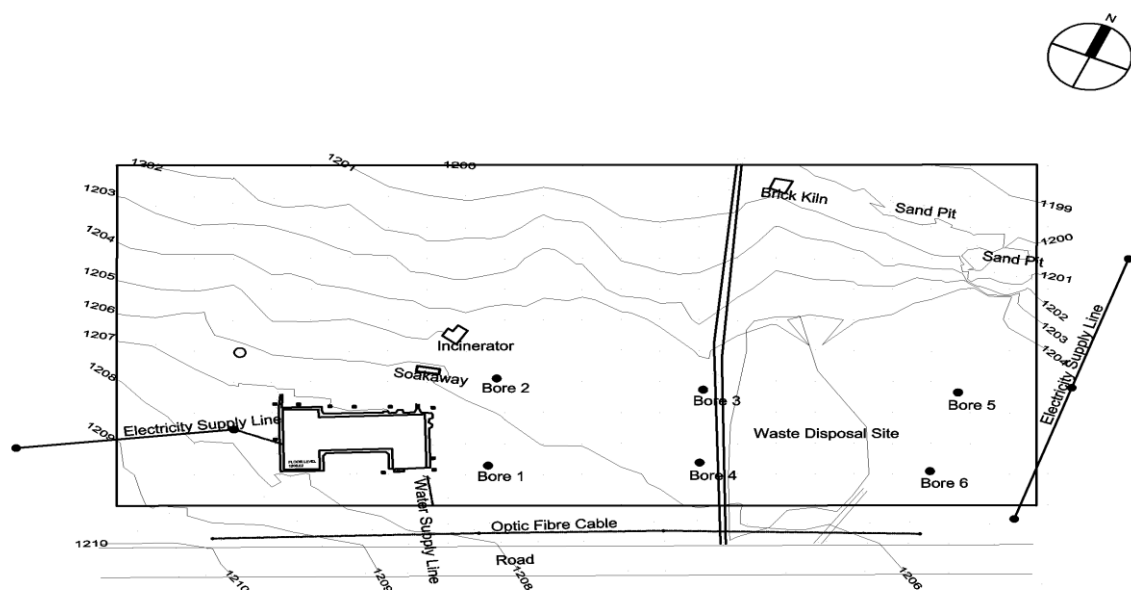 N
1202
1201
1200
1203
Brick Kiln
Sand Pit
1199
1204
1200
Sand Pit
1205
1201
1206
1202
1203
1207
1204
Incinerator
Electricity Supply Line
Soakaway
1208
Bore 2
Bore 3
Bore 5
Electricity Supply Line
1209
Waste Disposal Site
FLOOR LEVEL
Bore 1
Bore 4
Bore 6
Water Supply Line
Optic Fibre Cable
1210
Road
1210
1209
1208
1206